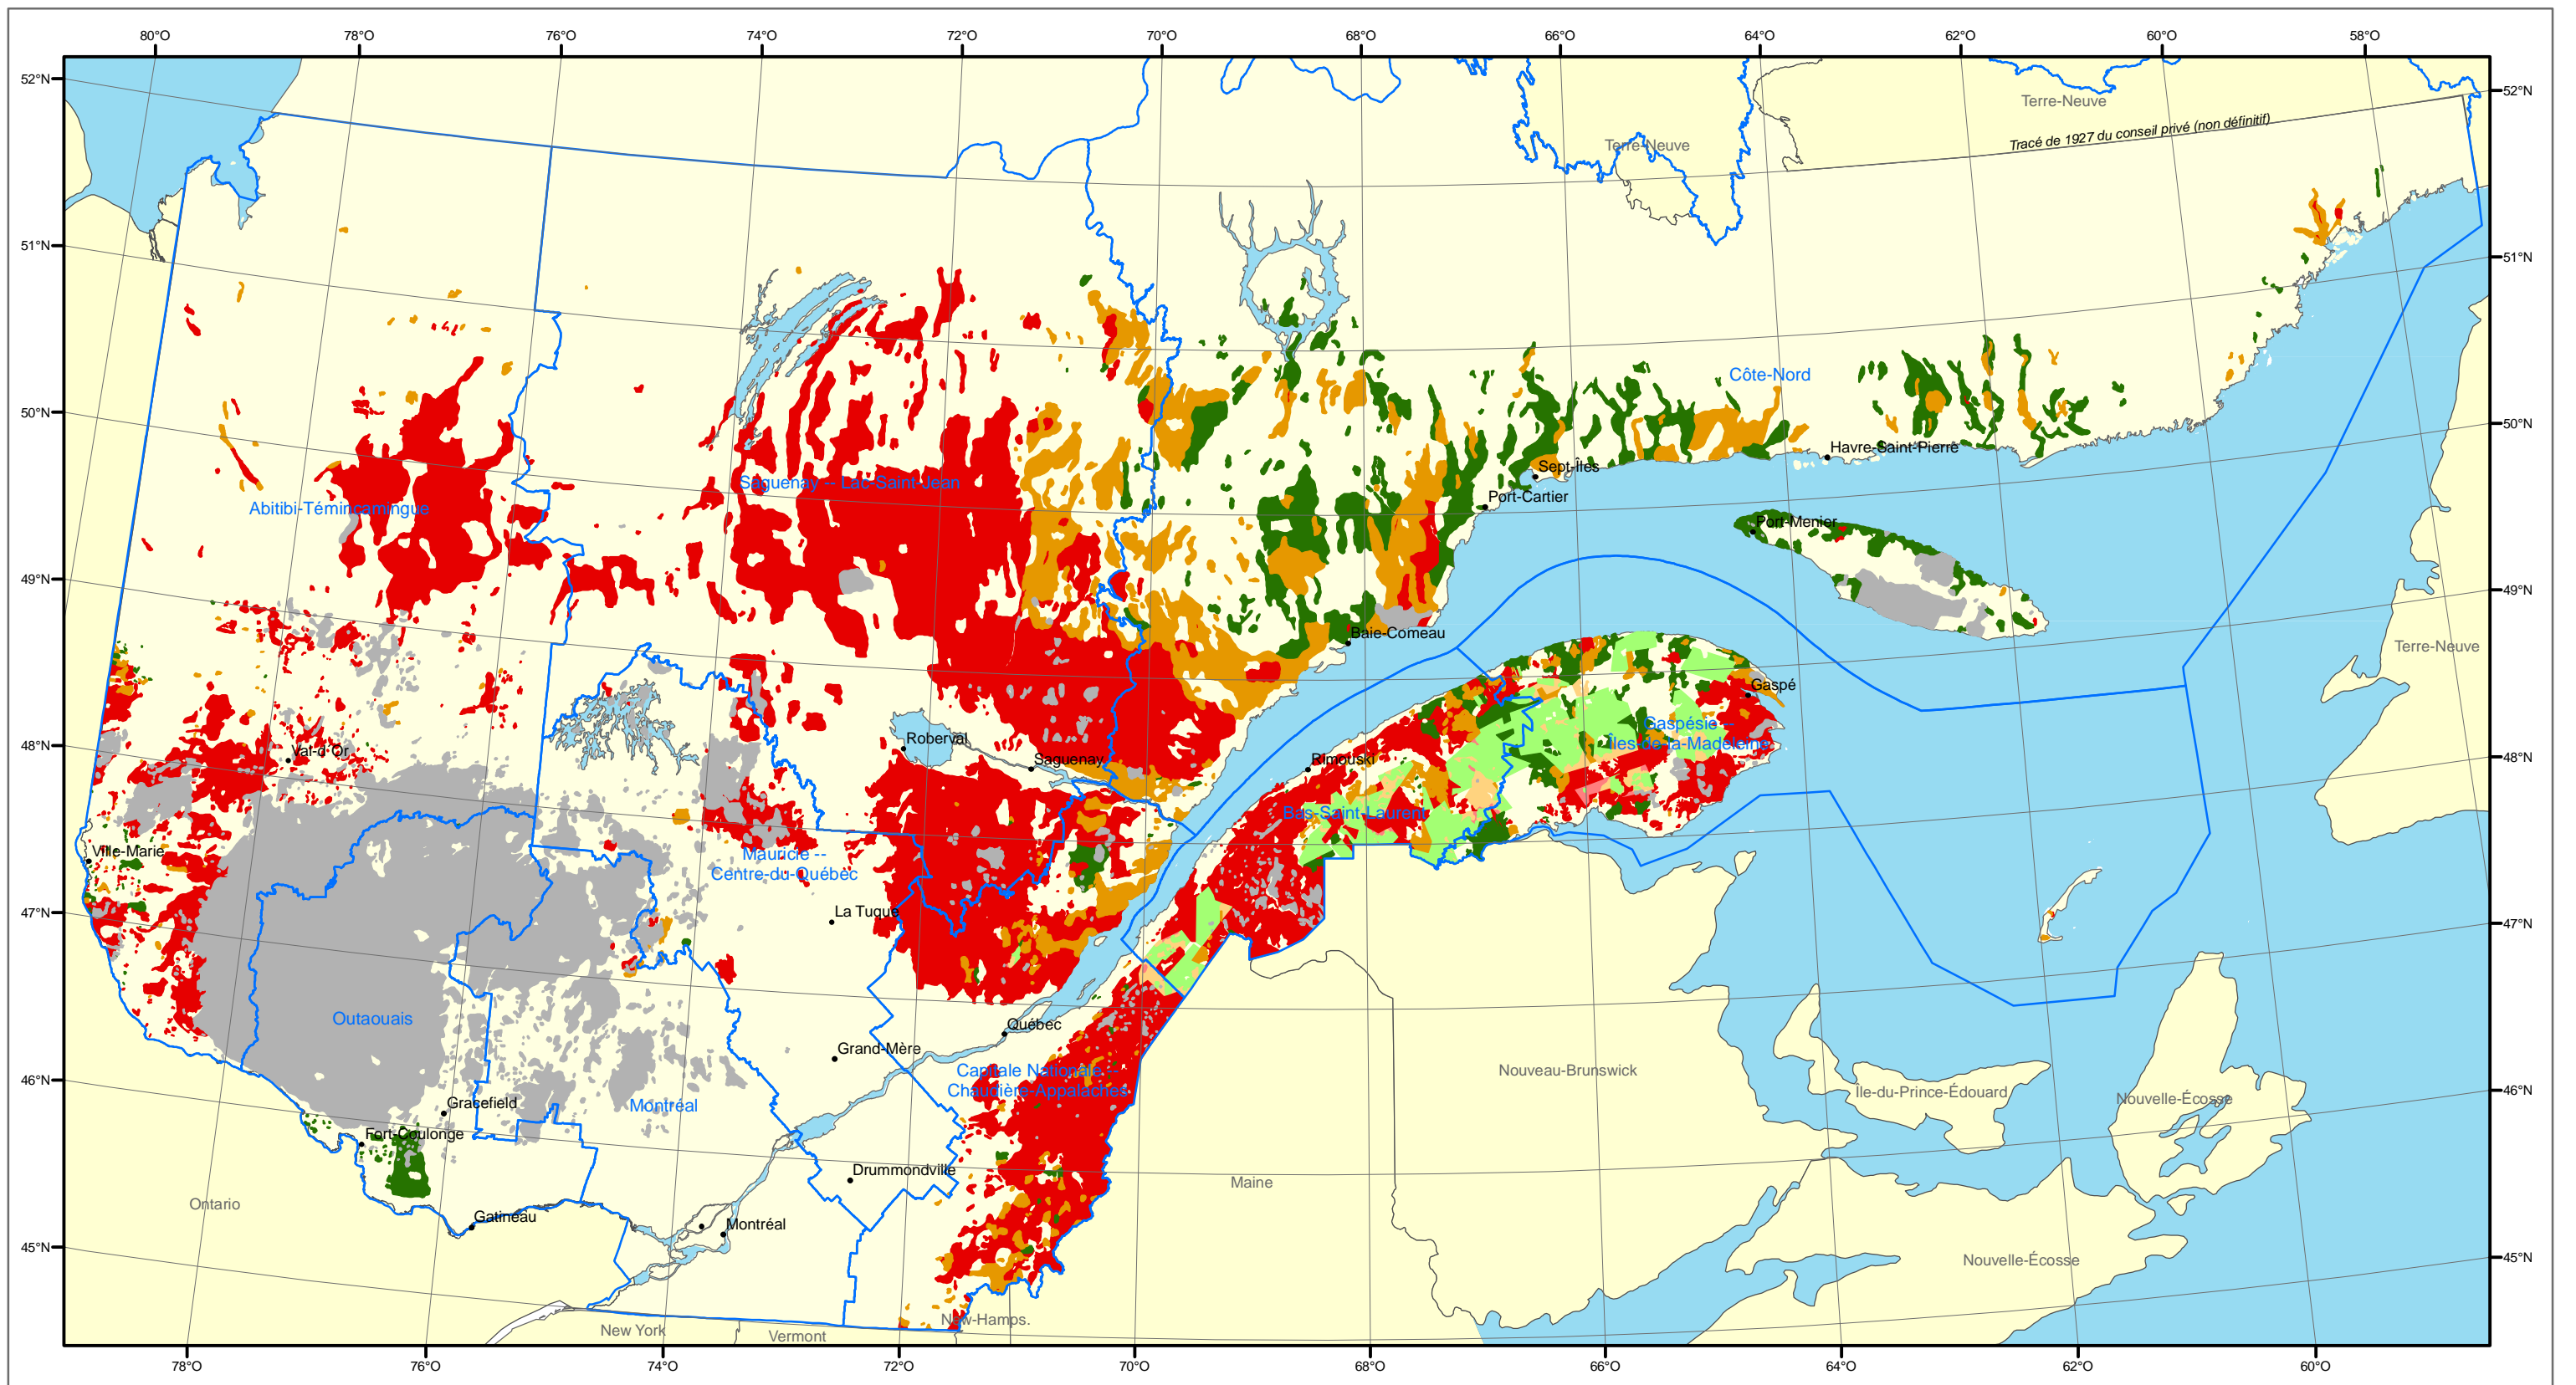 80°O
78°O
76°O
74°O
72°O
70°O
68°O
66°O
64°O
62°O
60°O
58°O
52°N
52°N
Terre-Neuve
Tracé de 1927 du conseil privé (non définitif)
Terre-Neuve
51°N
51°N
Côte-Nord
50°N
50°N
Havre-Saint-Pierre
Sept-Îles
Saguenay -- Lac-Saint-Jean
Port-Cartier
Abitibi-Témincamingue
Port-Menier
49°N
49°N
Baie-Comeau
Terre-Neuve
Gaspé
Gaspésie --
Îles-de-la-Madeleine
Roberval
48°N
48°N
Val-d'Or
Saguenay
Rimouski
Bas-Saint-Laurent
Ville-Marie
Mauricie --
Centre-du-Québec
47°N
47°N
La Tuque
Outaouais
Québec
Grand-Mère
Capitale Nationale --
Chaudière-Appalaches
Nouveau-Brunswick
46°N
46°N
Île-du-Prince-Édouard
Nouvelle-Écosse
Gracefield
Montréal
Fort-Coulonge
Drummondville
Maine
Ontario
Gatineau
Montréal
45°N
45°N
Nouvelle-Écosse
New-Hamps.
New York
Vermont
78°O
76°O
74°O
72°O
70°O
68°O
66°O
64°O
62°O
60°O